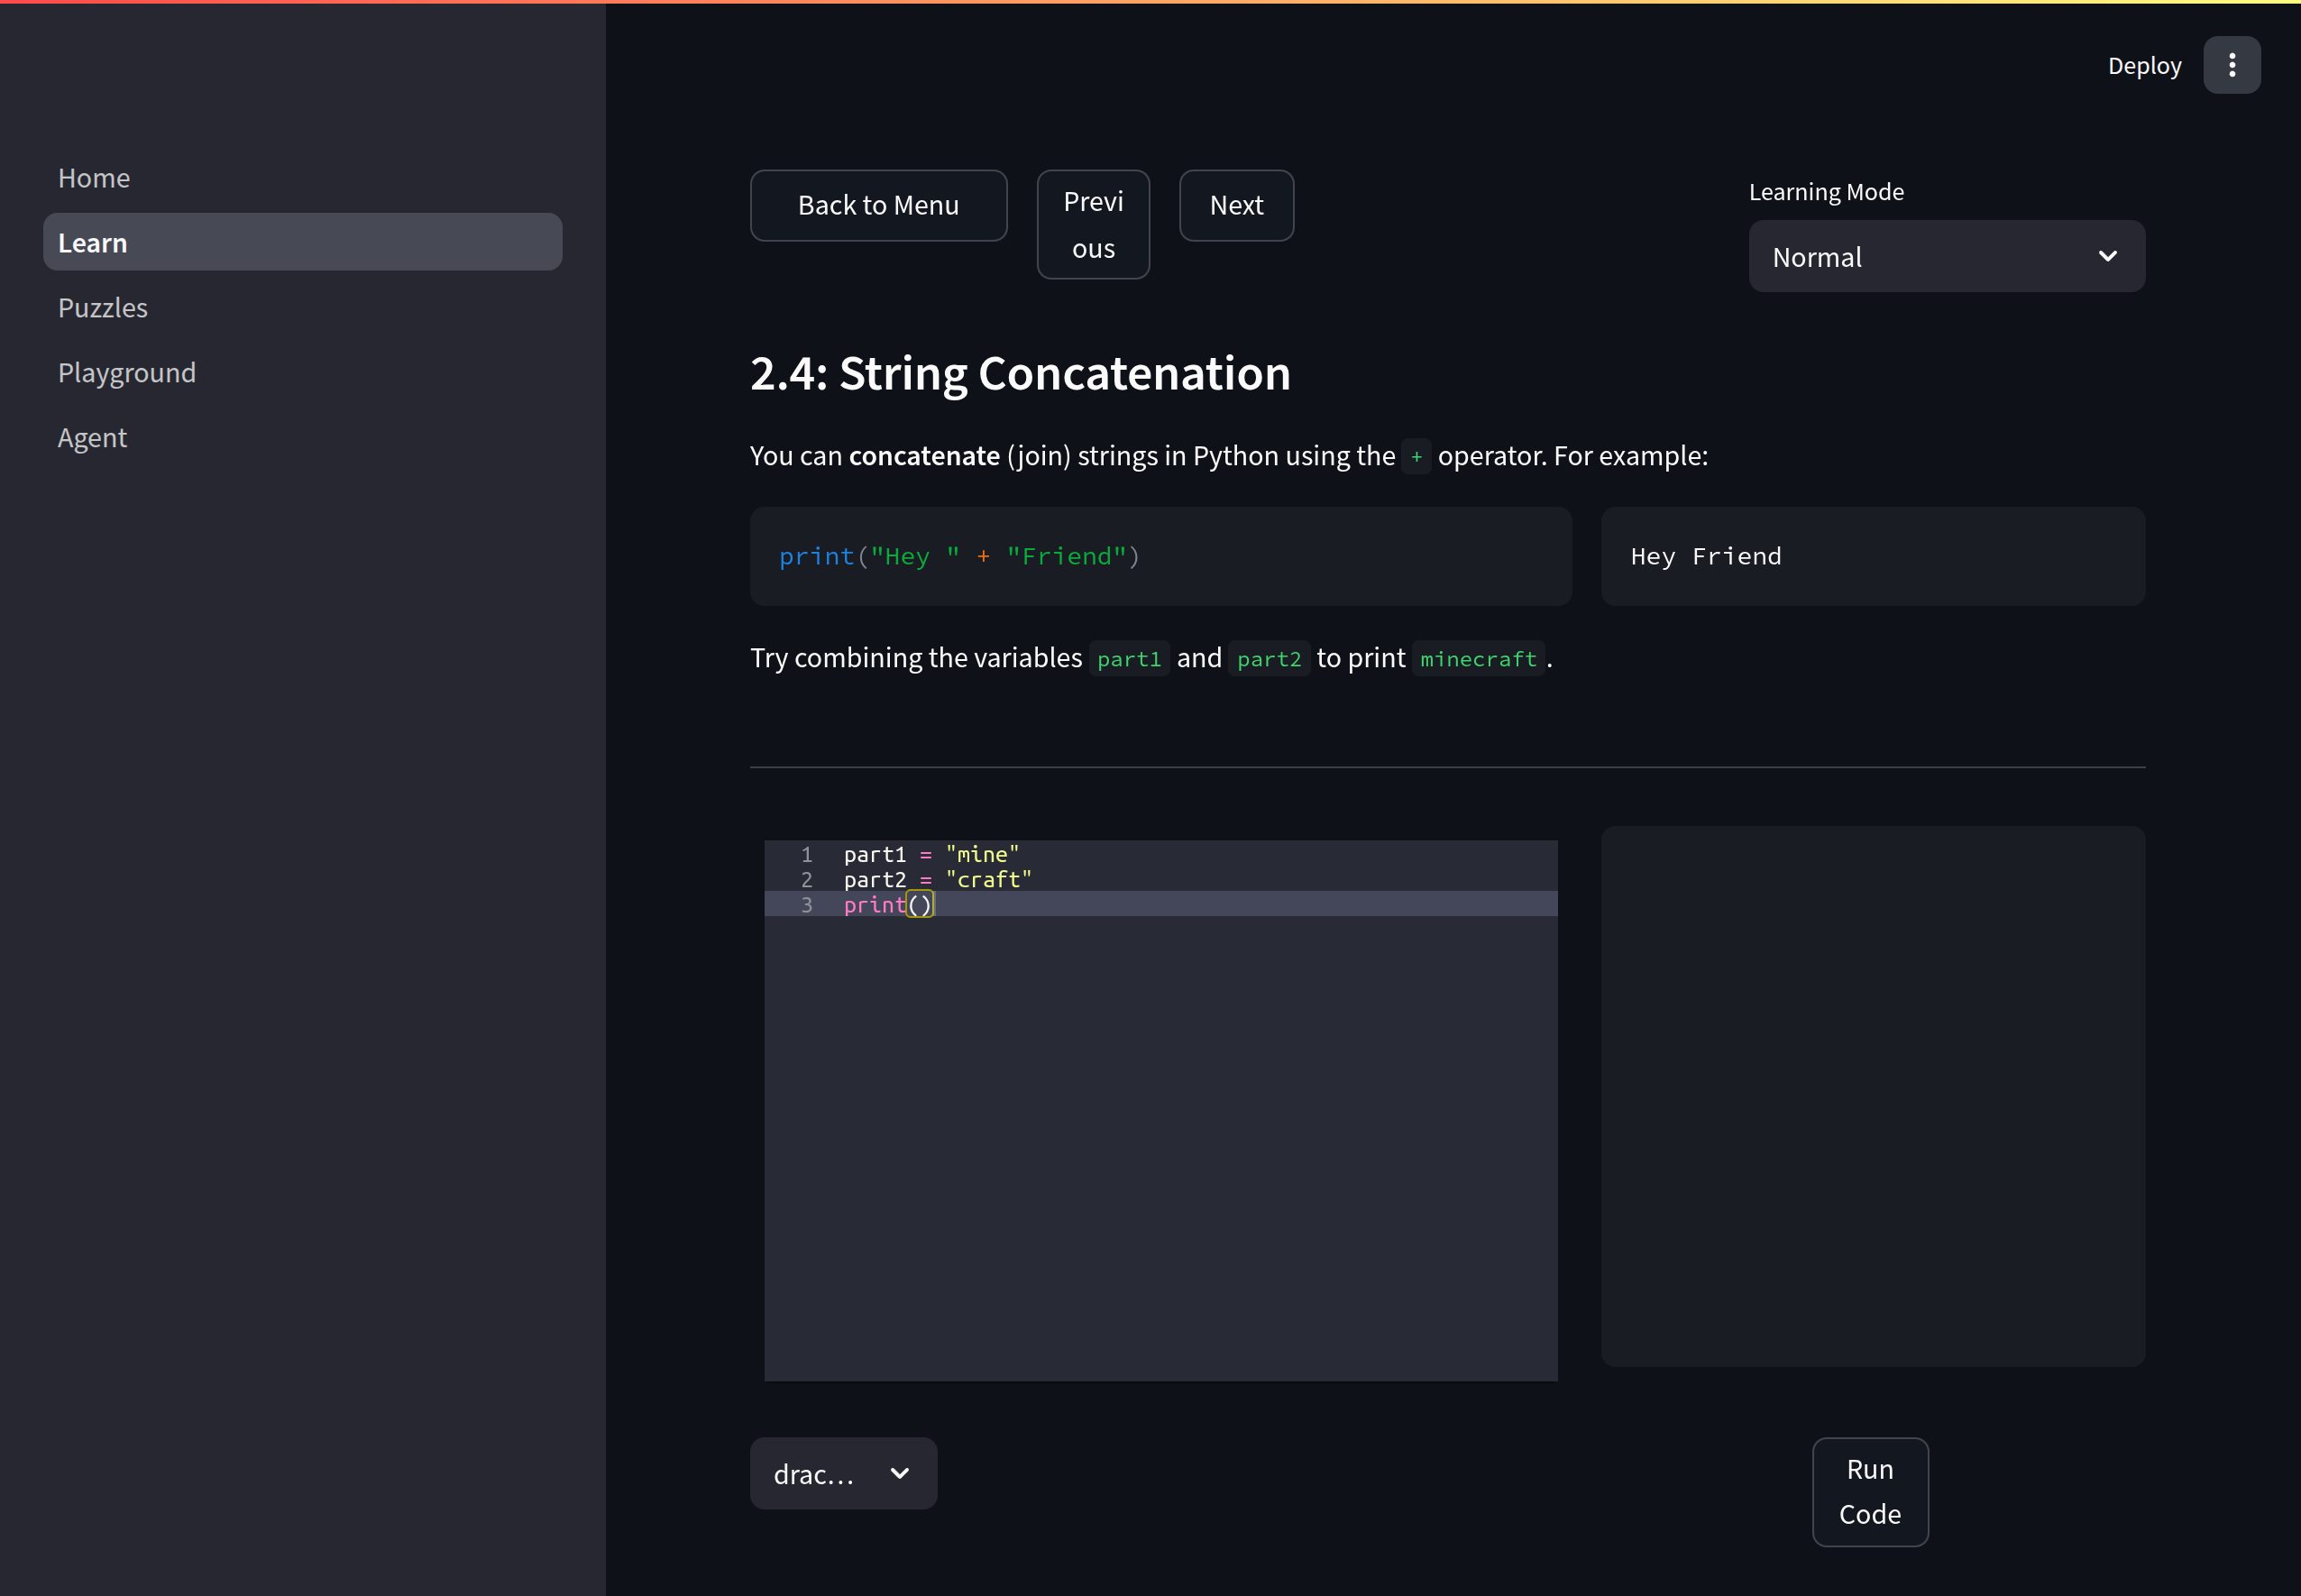 Deploy
Home
Learn
Puzzles
Playground
Agent
Back to Menu
Previ
ous
Next
Learning Mode
Normal
2.4: String Concatenation
You can concatenate (join) strings in Python using the + operator. For example:
print("Hey " + "Friend")
Hey Friend
Try combining the variables part1 and part2 to print minecraft.
1 part1 = "mine"
2 part2 = "craft"
3 print()
drac...
Run
Code